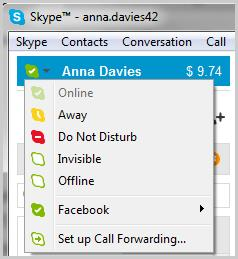 Skype™ - anna.davies42
Skype Contacts Conversation Call
Anna Davies $ 9.74
Online
Away
Do Not Disturb
Invisible
Offline
Facebook
Set up Call Forwarding...